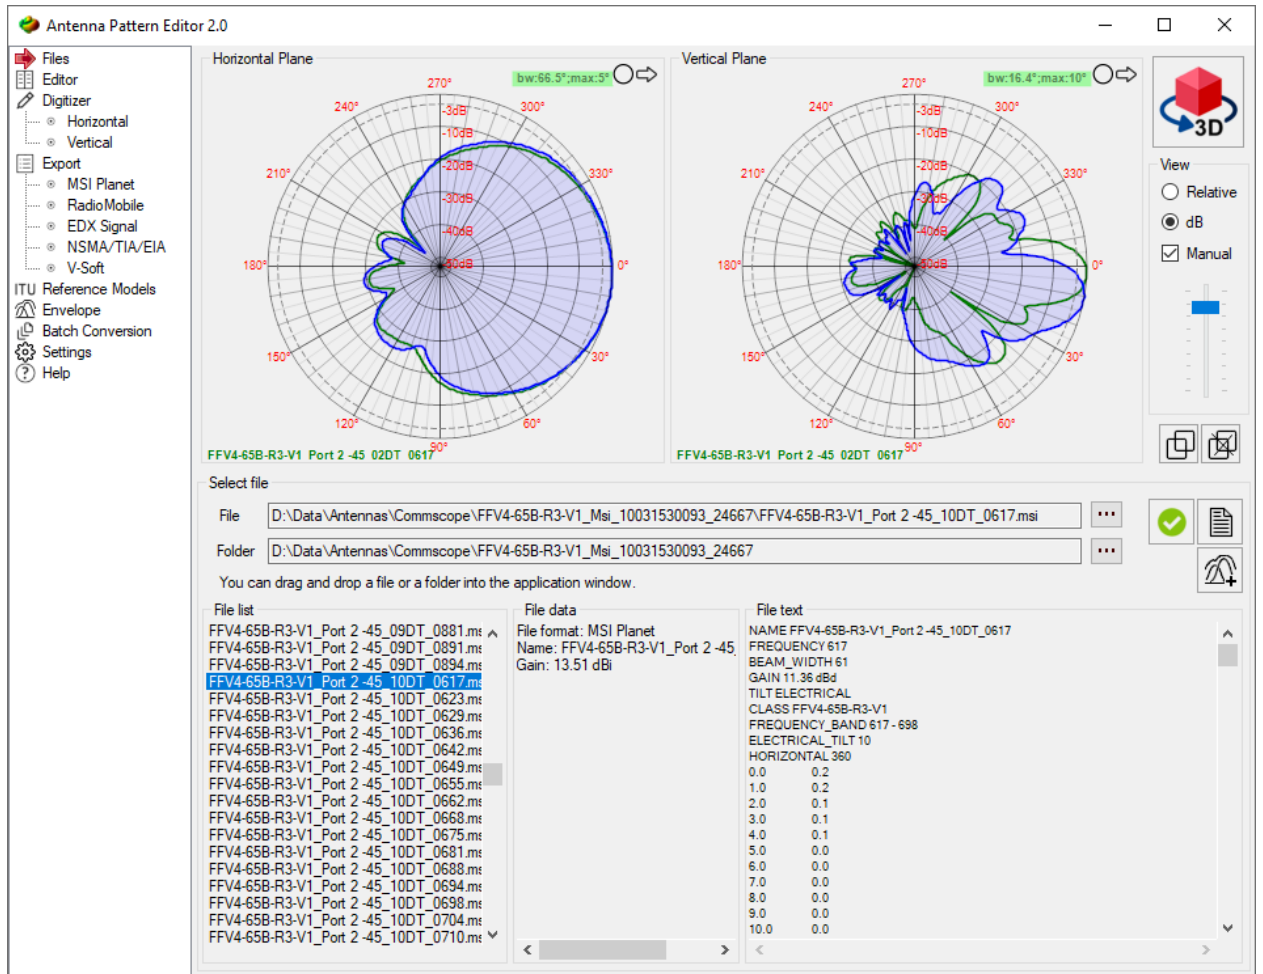 Antenna Pattern Editor 2.0
Files
Editor
Digitizer
Horizontal
Vertical
Export
MSI Planet
RadioMobile
EDX Signal
NSMA/TIA/EIA
V-Soft
ITU Reference Models
Envelope
Batch Conversion
Settings
Help
Horizontal Plane
bw:66.5°;max:5°
270°
240°
300°
210°
330°
180°
0°
150°
30°
120°
60°
90°
-3dB
-10dB
-20dB
-30dB
-40dB
FFV4-65B-R3-V1 Port 2 -45 02DT 0617
Vertical Plane
bw:16.4°;max:10°
270°
240°
300°
210°
330°
180°
0°
150°
30°
120°
60°
90°
-3dB
-10dB
-20dB
-30dB
-40dB
FFV4-65B-R3-V1 Port 2 -45 02DT 0617
3D
View
Relative
dB
Manual
Select file
File D:\Data\Antennas\Commscope\FFV4-65B-R3-V1_Msi_10031530093_24667\FFV4-65B-R3-V1_Port 2 -45_10DT_0617.msi ...
Folder D:\Data\Antennas\Commscope\FFV4-65B-R3-V1_Msi_10031530093_24667 ...
You can drag and drop a file or a folder into the application window.
File list
FFV4-65B-R3-V1_Port 2 -45_09DT_0881.ms
FFV4-65B-R3-V1_Port 2 -45_09DT_0891.ms
FFV4-65B-R3-V1_Port 2 -45_09DT_0894.ms
FFV4-65B-R3-V1_Port 2 -45_10DT_0617.ms
FFV4-65B-R3-V1_Port 2 -45_10DT_0623.ms
FFV4-65B-R3-V1_Port 2 -45_10DT_0629.ms
FFV4-65B-R3-V1_Port 2 -45_10DT_0636.ms
FFV4-65B-R3-V1_Port 2 -45_10DT_0642.ms
FFV4-65B-R3-V1_Port 2 -45_10DT_0649.ms
FFV4-65B-R3-V1_Port 2 -45_10DT_0655.ms
FFV4-65B-R3-V1_Port 2 -45_10DT_0662.ms
FFV4-65B-R3-V1_Port 2 -45_10DT_0668.ms
FFV4-65B-R3-V1_Port 2 -45_10DT_0675.ms
FFV4-65B-R3-V1_Port 2 -45_10DT_0681.ms
FFV4-65B-R3-V1_Port 2 -45_10DT_0688.ms
FFV4-65B-R3-V1_Port 2 -45_10DT_0694.ms
FFV4-65B-R3-V1_Port 2 -45_10DT_0698.ms
FFV4-65B-R3-V1_Port 2 -45_10DT_0704.ms
FFV4-65B-R3-V1_Port 2 -45_10DT_0710.ms
File data
File format: MSI Planet
Name: FFV4-65B-R3-V1_Port 2 -45_
Gain: 13.51 dBi
File text
NAME FFV4-65B-R3-V1_Port 2 -45_10DT_0617
FREQUENCY 617
BEAM_WIDTH 61
GAIN 11.36 dBd
TILT ELECTRICAL
CLASS FFV4-65B-R3-V1
FREQUENCY_BAND 617 - 698
ELECTRICAL_TILT 10
HORIZONTAL 360
0.0 0.2
1.0 0.2
2.0 0.1
3.0 0.1
4.0 0.1
5.0 0.0
6.0 0.0
7.0 0.0
8.0 0.0
9.0 0.0
10.0 0.0